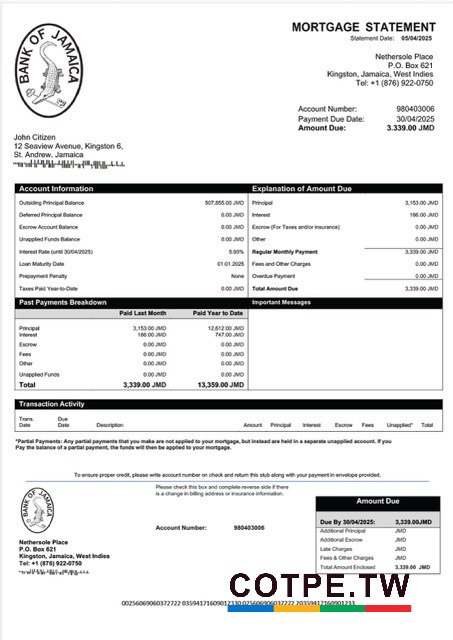 MORTGAGE STATEMENT
Statement Date: 05/04/2025
BANK OF JAMAICA
Nethersole Place
P.O. Box 621
Kingston, Jamaica, West Indies
Tel: +1 (876) 922-0750
Account Number: 980403006
Payment Due Date: 30/04/2025
Amount Due: 3.339.00 JMD
John Citizen
12 Seaview Avenue, Kingston 6,
St. Andrew, Jamaica
Account Information
Outsiding Principal Balance 507,855.00 JMD
Deferred Principal Balance 0.00 JMD
Escrow Account Balance 0.00 JMD
Unapplied Funds Balance 0.00 JMD
Interest Rate (until 30/04/2025) 5.93%
Loan Maturity Date 01.01.2025
Prepayment Penalty None
Taxes Paid Year-to-Date 0.00 JMD
Explanation of Amount Due
Principal 3,153.00 JMD
Interest 186.00 JMD
Escrow (For Taxes and/or insurance) 0.00 JMD
Other 0.00 JMD
Regular Monthly Payment 3,339.00 JMD
Fees and Other Charges 0.00 JMD
Overdue Payment 0.00 JMD
Total Amount Due 3,339.00 JMD
Past Payments Breakdown
Paid Last Month Paid Year to Date
Principal 3,153.00 JMD 12,612.00 JMD
Interest 186.00 JMD 747.00 JMD
Escrow 0.00 JMD 0.00 JMD
Fees 0.00 JMD 0.00 JMD
Other 0.00 JMD 0.00 JMD
Unapplied Funds 0.00 JMD 0.00 JMD
Total 3,339.00 JMD 13,359.00 JMD
Important Messages
Transaction Activity
Trans. Date Due Date Description Amount Principal Interest Escrow Fees Unapplied* Total
*Partial Payments: Any partial payments that you make are not applied to your mortgage, but instead are held in a separate unapplied account. If you
Pay the balance of a partial payment, the funds will then be applied to your mortgage.
To ensure proper credit, please write account number on check and return this stub along with your payment in envelope provided.
Please check this box and complete reverse side if there
is a change in billing address or insurance information.
BANK OF JAMAICA
Account Number: 980403006
Nethersole Place
P.O. Box 621
Kingston, Jamaica, West Indies
Tel: +1 (876) 922-0750
Amount Due
Due By 30/04/2025: 3,339.00JMD
Additional Principal JMD
Additional Escrow JMD
Late Charges JMD
Fees & Other Charges JMD
Total Amount Enclosed 3,339.00 JMD
COTPE.TW